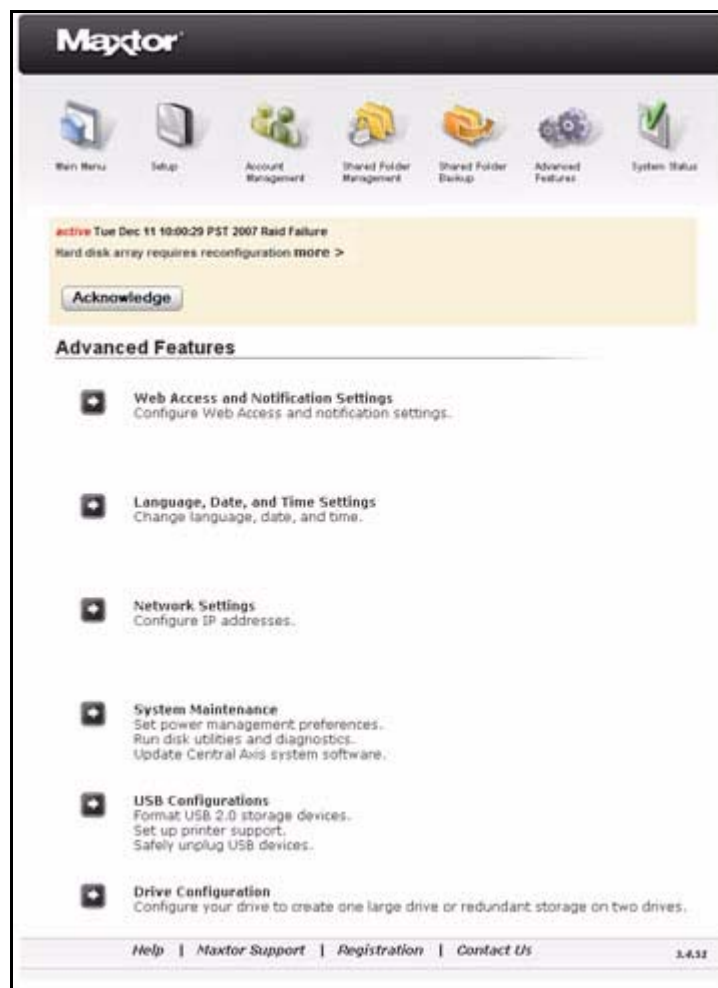 Maxtor
Main Menu
Setup
Account Management
Shared Folder Management
Shared Folder Backup
Advanced Features
System Status
active Tue Dec 11 10:00:29 PST 2007 Raid Failure
Hard disk array requires reconfiguration more >
Acknowledge
Advanced Features
Web Access and Notification Settings
Configure Web Access and notification settings.
Language, Date, and Time Settings
Change language, date, and time.
Network Settings
Configure IP addresses.
System Maintenance
Set power management preferences.
Run disk utilities and diagnostics.
Update Central Axis system software.
USB Configurations
Format USB 2.0 storage devices.
Set up printer support.
Safely unplug USB devices.
Drive Configuration
Configure your drive to create one large drive or redundant storage on two drives.
Help | Maxtor Support | Registration | Contact Us